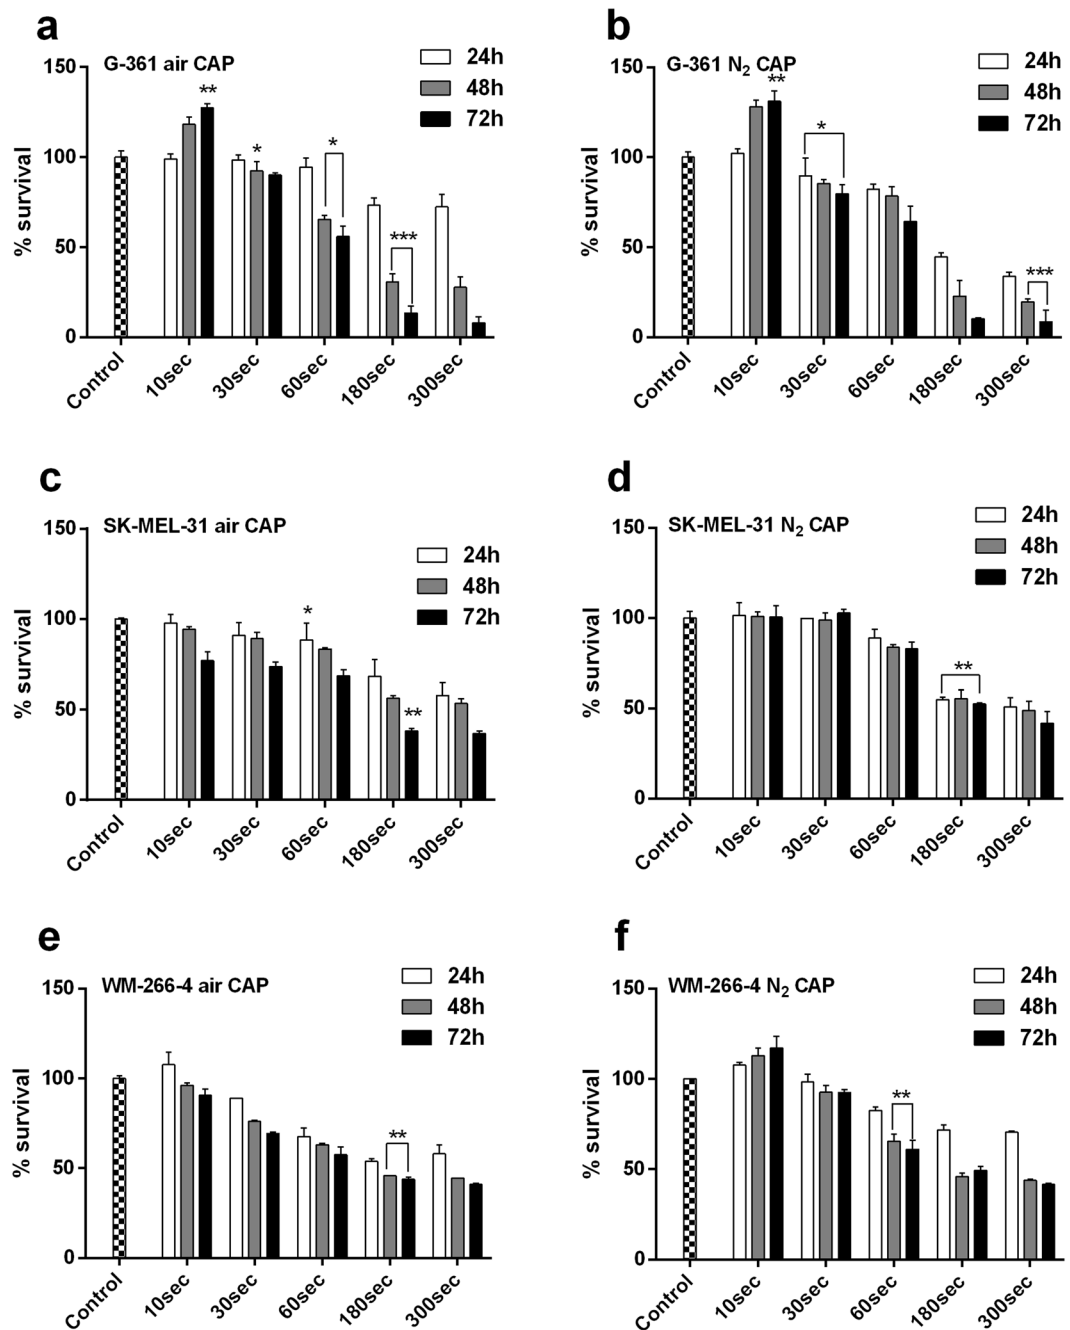 a
G-361 air CAP
24h
48h
72h
% survival
150
100
50
0
**
*
*
***
Control
10sec
30sec
60sec
180sec
300sec
b
G-361 N₂ CAP
24h
48h
72h
% survival
150
100
50
0
**
*
***
Control
10sec
30sec
60sec
180sec
300sec
c
SK-MEL-31 air CAP
24h
48h
72h
% survival
150
100
50
0
*
**
Control
10sec
30sec
60sec
180sec
300sec
d
SK-MEL-31 N₂ CAP
24h
48h
72h
% survival
150
100
50
0
**
Control
10sec
30sec
60sec
180sec
300sec
e
WM-266-4 air CAP
24h
48h
72h
% survival
150
100
50
0
**
Control
10sec
30sec
60sec
180sec
300sec
f
WM-266-4 N₂ CAP
24h
48h
72h
% survival
150
100
50
0
**
Control
10sec
30sec
60sec
180sec
300sec